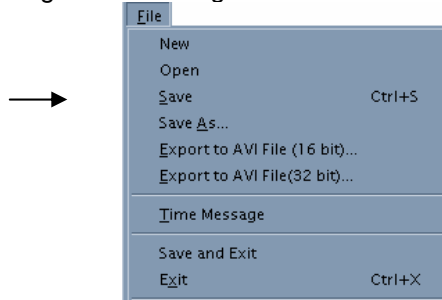 File
New
Open
Save Ctrl+S
Save As...
Export to AVI File (16 bit)...
Export to AVI File(32 bit)...
Time Message
Save and Exit
Exit Ctrl+X